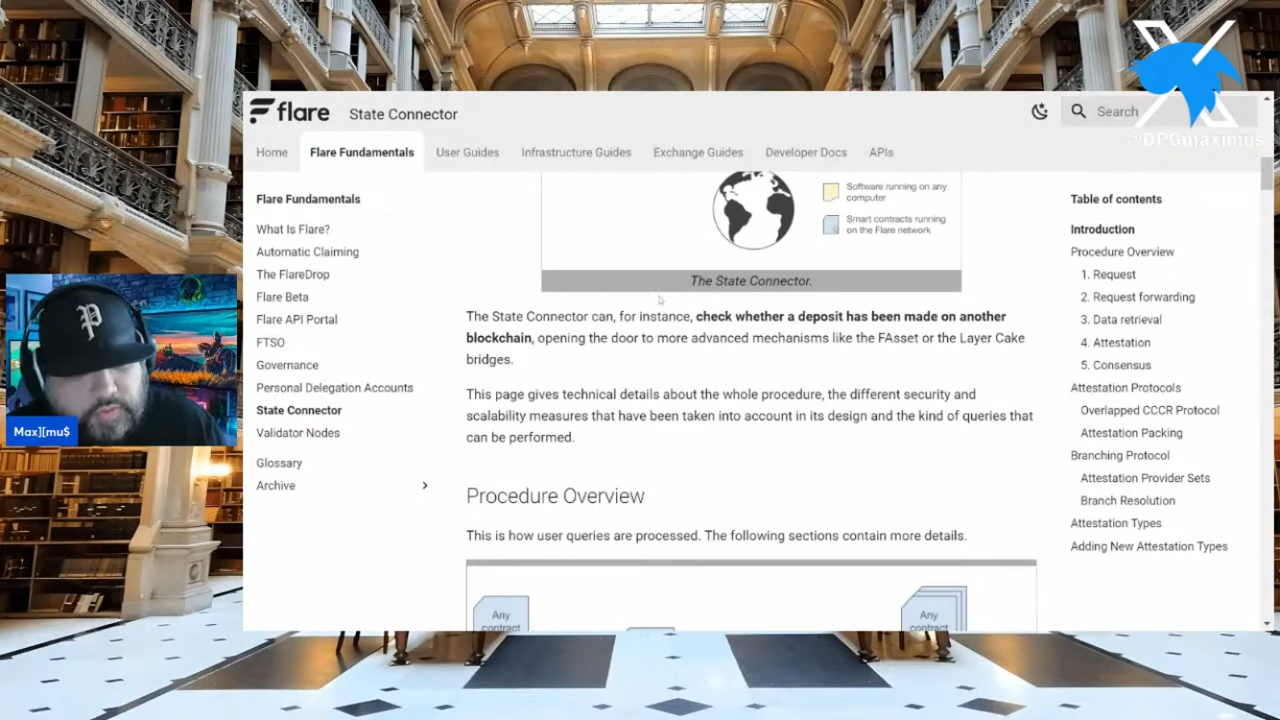 flare State Connector Search
@DPGmaximus
Home Flare Fundamentals User Guides Infrastructure Guides Exchange Guides Developer Docs APIs
Flare Fundamentals
What Is Flare?
Automatic Claiming
The FlareDrop
Flare Beta
Flare API Portal
FTSO
Governance
Personal Delegation Accounts
State Connector
Validator Nodes
Glossary
Archive
Software running on any
computer
Smart contracts running
on the Flare network
The State Connector.
The State Connector can, for instance, check whether a deposit has been made on another
blockchain, opening the door to more advanced mechanisms like the FAsset or the Layer Cake
bridges.
This page gives technical details about the whole procedure, the different security and
scalability measures that have been taken into account in its design and the kind of queries that
can be performed.
Procedure Overview
This is how user queries are processed. The following sections contain more details.
Any
contract
Any
contract
Table of contents
Introduction
Procedure Overview
1. Request
2. Request forwarding
3. Data retrieval
4. Attestation
5. Consensus
Attestation Protocols
Overlapped CCCR Protocol
Attestation Packing
Branching Protocol
Attestation Provider Sets
Branch Resolution
Attestation Types
Adding New Attestation Types
P
Max][mu$